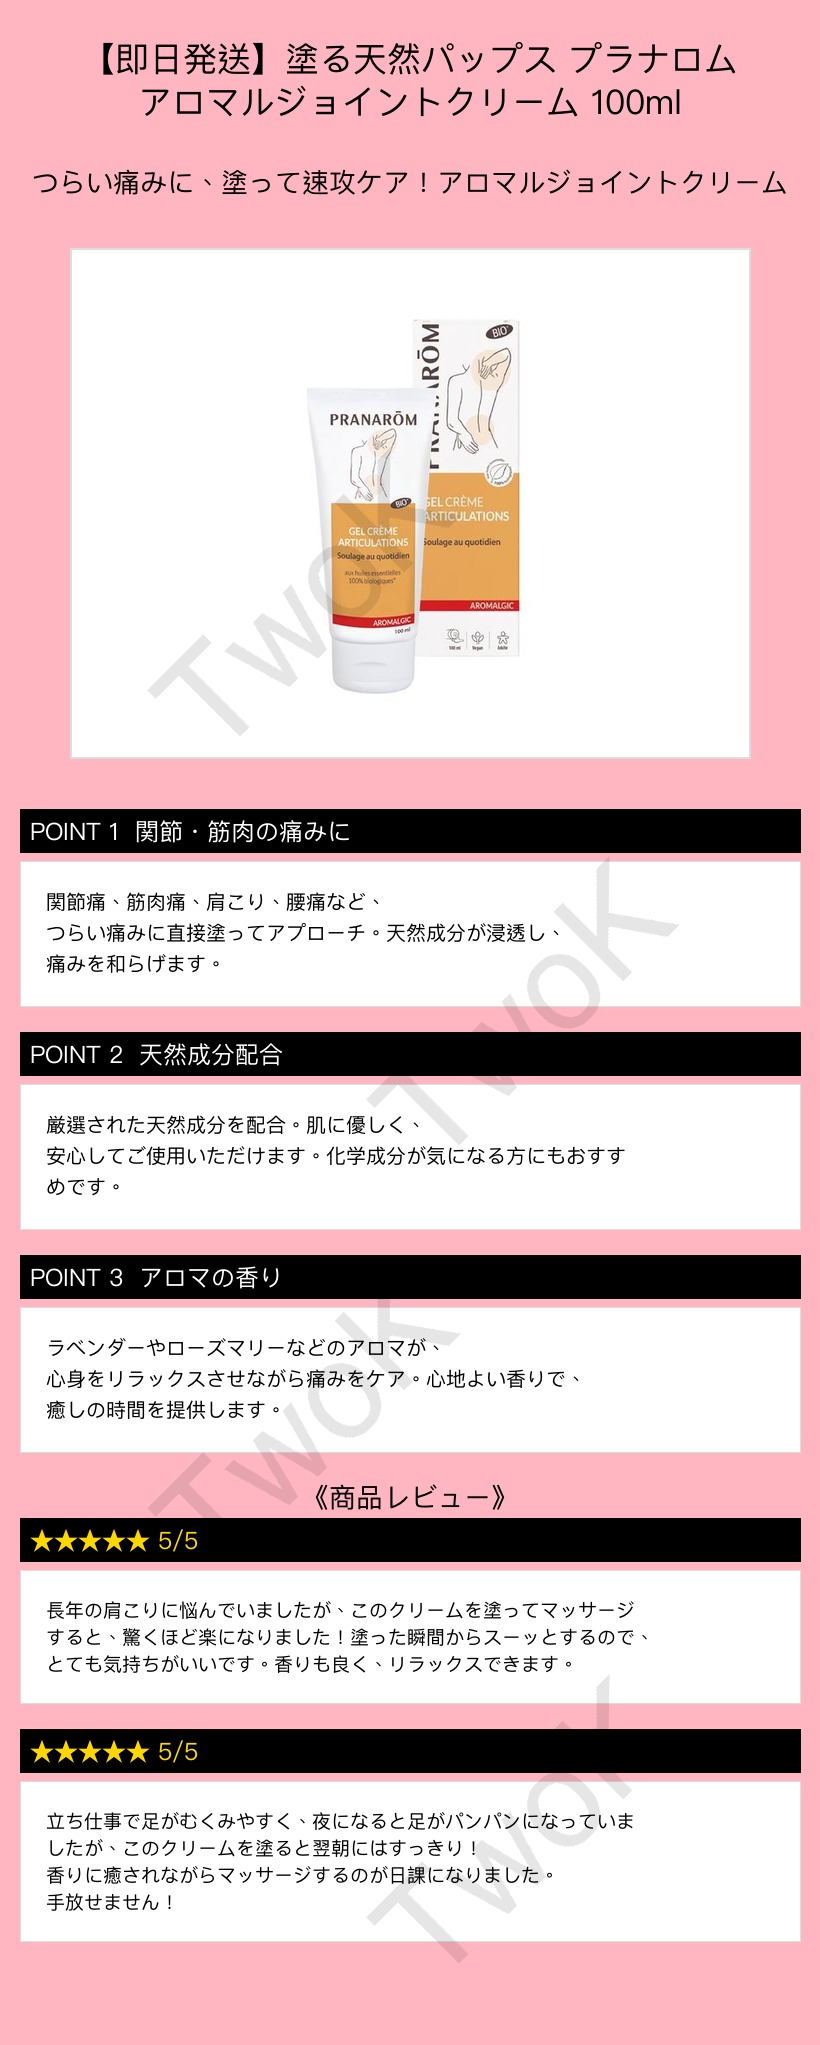 【即日発送】塗る天然パップス プラナロム
アロマルジョイントクリーム 100ml
つらい痛みに、塗って速攻ケア！アロマルジョイントクリーム
PRANARŌM
BIO
GEL CRÈME
ARTICULATIONS
Soulage au quotidien
AROMALGIC
100 ml
Vegan
Adulte
PRANARŌM
BIO
GEL CRÈME
ARTICULATIONS
Soulage au quotidien
aux huiles essentielles
100% biologiques*
AROMALGIC
100 ml
TwoK
POINT 1 関節・筋肉の痛みに
関節痛、筋肉痛、肩こり、腰痛など、
つらい痛みに直接塗ってアプローチ。天然成分が浸透し、
痛みを和らげます。
TwoK
POINT 2 天然成分配合
厳選された天然成分を配合。肌に優しく、
安心してご使用いただけます。化学成分が気になる方にもおすす
めです。
POINT 3 アロマの香り
ラベンダーやローズマリーなどのアロマが、
心身をリラックスさせながら痛みをケア。心地よい香りで、
癒しの時間を提供します。
TwoK
《商品レビュー》
★★★★★ 5/5
長年の肩こりに悩んでいましたが、このクリームを塗ってマッサージ
すると、驚くほど楽になりました！塗った瞬間からスーッとするので、
とても気持ちがいいです。香りも良く、リラックスできます。
★★★★★ 5/5
立ち仕事で足がむくみやすく、夜になると足がパンパンになっていま
したが、このクリームを塗ると翌朝にはすっきり！
香りに癒されながらマッサージするのが日課になりました。
手放せません！
TwoK